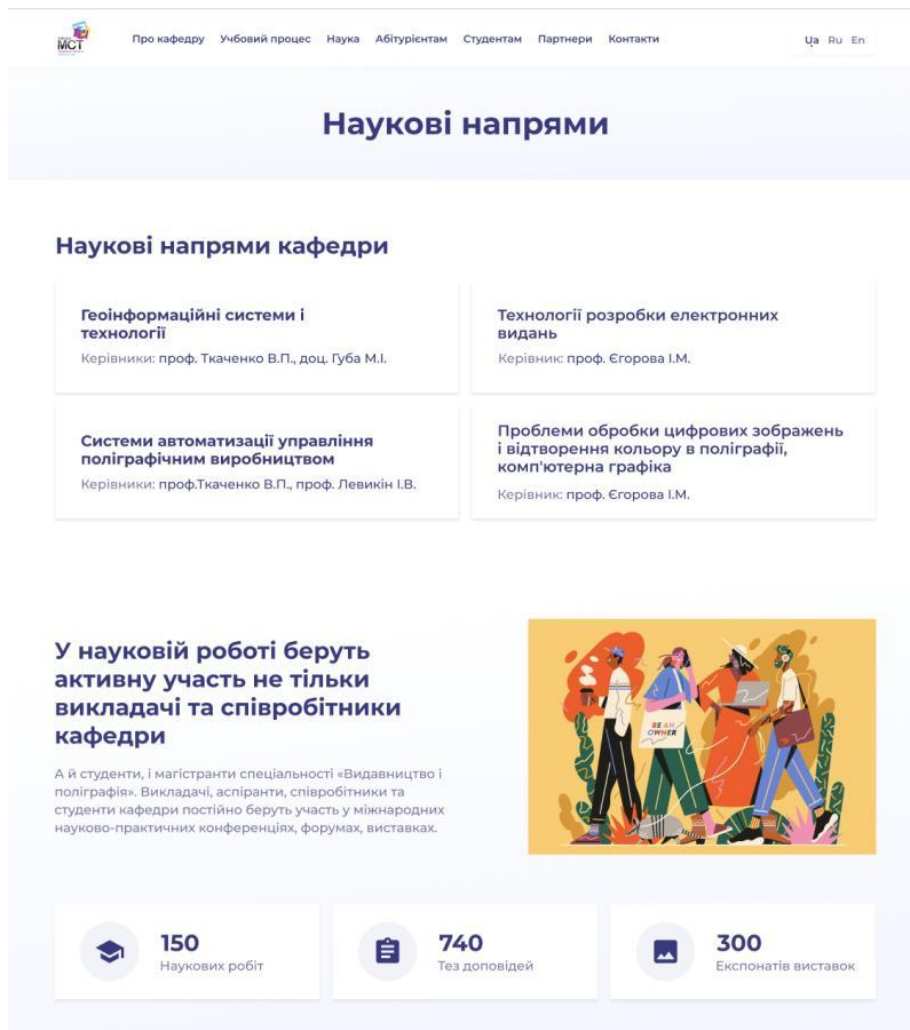 МСТ
Про кафедру Учбовий процес Наука Абітурієнтам Студентам Партнери Контакти Ua Ru En
Наукові напрями
Наукові напрями кафедри
Геоінформаційні системи і
технології
Керівники: проф. Ткаченко В.П., доц. Губа М.І.
Технології розробки електронних
видань
Керівник: проф. Єгорова І.М.
Системи автоматизації управління
поліграфічним виробництвом
Керівники: проф.Ткаченко В.П., проф. Левикін І.В.
Проблеми обробки цифрових зображень
і відтворення кольору в поліграфії,
комп'ютерна графіка
Керівник: проф. Єгорова І.М.
У науковій роботі беруть
активну участь не тільки
викладачі та співробітники
кафедри
А й студенти, і магістранти спеціальності «Видавництво і
поліграфія». Викладачі, аспіранти, співробітники та
студенти кафедри постійно беруть участь у міжнародних
науково-практичних конференціях, форумах, виставках.
BE AN
OWNER
150
Наукових робіт
740
Тез доповідей
300
Експонатів виставок